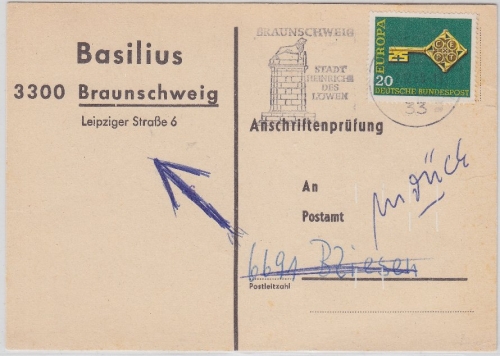 Basilius
3300 Braunschweig
Leipziger Straße 6
BRAUNSCHWEIG
STADT
HEINRICHS
DES
LÖWEN
EUROPA
CEPT
20
DEUTSCHE BUNDESPOST
33
Anschriftenprüfung
An
Postamt
zurück
6691
Postleitzahl